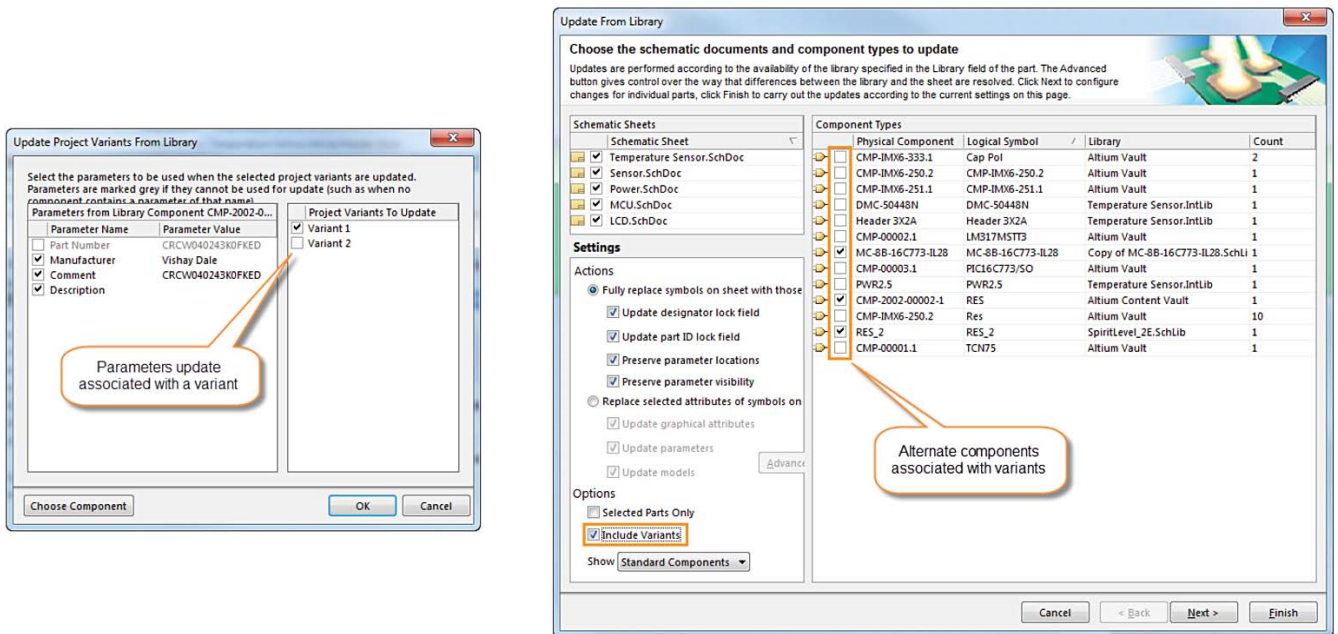 Update Project Variants From Library
Select the parameters to be used when the selected project variants are updated.
Parameters are marked grey if they cannot be used for update (such as when no
component contains a parameter of that name)
Parameters from Library Component CMP-2002-0...
Parameter Name Parameter Value
Part Number CRCW040243K0FKED
Manufacturer Vishay Dale
Comment CRCW040243K0FKED
Description
Project Variants To Update
Variant 1
Variant 2
Parameters update
associated with a variant
Choose Component OK Cancel
Update From Library
Choose the schematic documents and component types to update
Updates are performed according to the availability of the library specified in the Library field of the part. The Advanced
button gives control over the way that differences between the library and the sheet are resolved. Click Next to configure
changes for individual parts, click Finish to carry out the updates according to the current settings on this page.
Schematic Sheets
Schematic Sheet
Temperature Sensor.SchDoc
Sensor.SchDoc
Power.SchDoc
MCU.SchDoc
LCD.SchDoc
Settings
Actions
Fully replace symbols on sheet with those
Update designator lock field
Update part ID lock field
Preserve parameter locations
Preserve parameter visibility
Replace selected attributes of symbols on
Update graphical attributes
Update parameters
Update models
Advance
Options
Selected Parts Only
Include Variants
Show Standard Components
Component Types
Physical Component Logical Symbol Library Count
CMP-IMX6-333.1 Cap Pol Altium Vault 2
CMP-IMX6-250.2 CMP-IMX6-250.2 Altium Vault 1
CMP-IMX6-251.1 CMP-IMX6-251.1 Altium Vault 1
DMC-50448N DMC-50448N Temperature Sensor.IntLib 1
Header 3X2A Header 3X2A Temperature Sensor.IntLib 1
CMP-00002.1 LM317MSTT3 Altium Vault 1
MC-8B-16C773-IL28 MC-8B-16C773-IL28 Copy of MC-8B-16C773-IL28.SchLi 1
CMP-00003.1 PIC16C773/SO Altium Vault 1
PWR2.5 PWR2.5 Temperature Sensor.IntLib 1
CMP-2002-00002-1 RES Altium Content Vault 1
CMP-IMX6-250.2 Res Altium Vault 10
RES_2 RES_2 SpiritLevel_2E.SchLib 1
CMP-00001.1 TCN75 Altium Vault 1
Alternate components
associated with variants
Cancel < Back Next > Finish